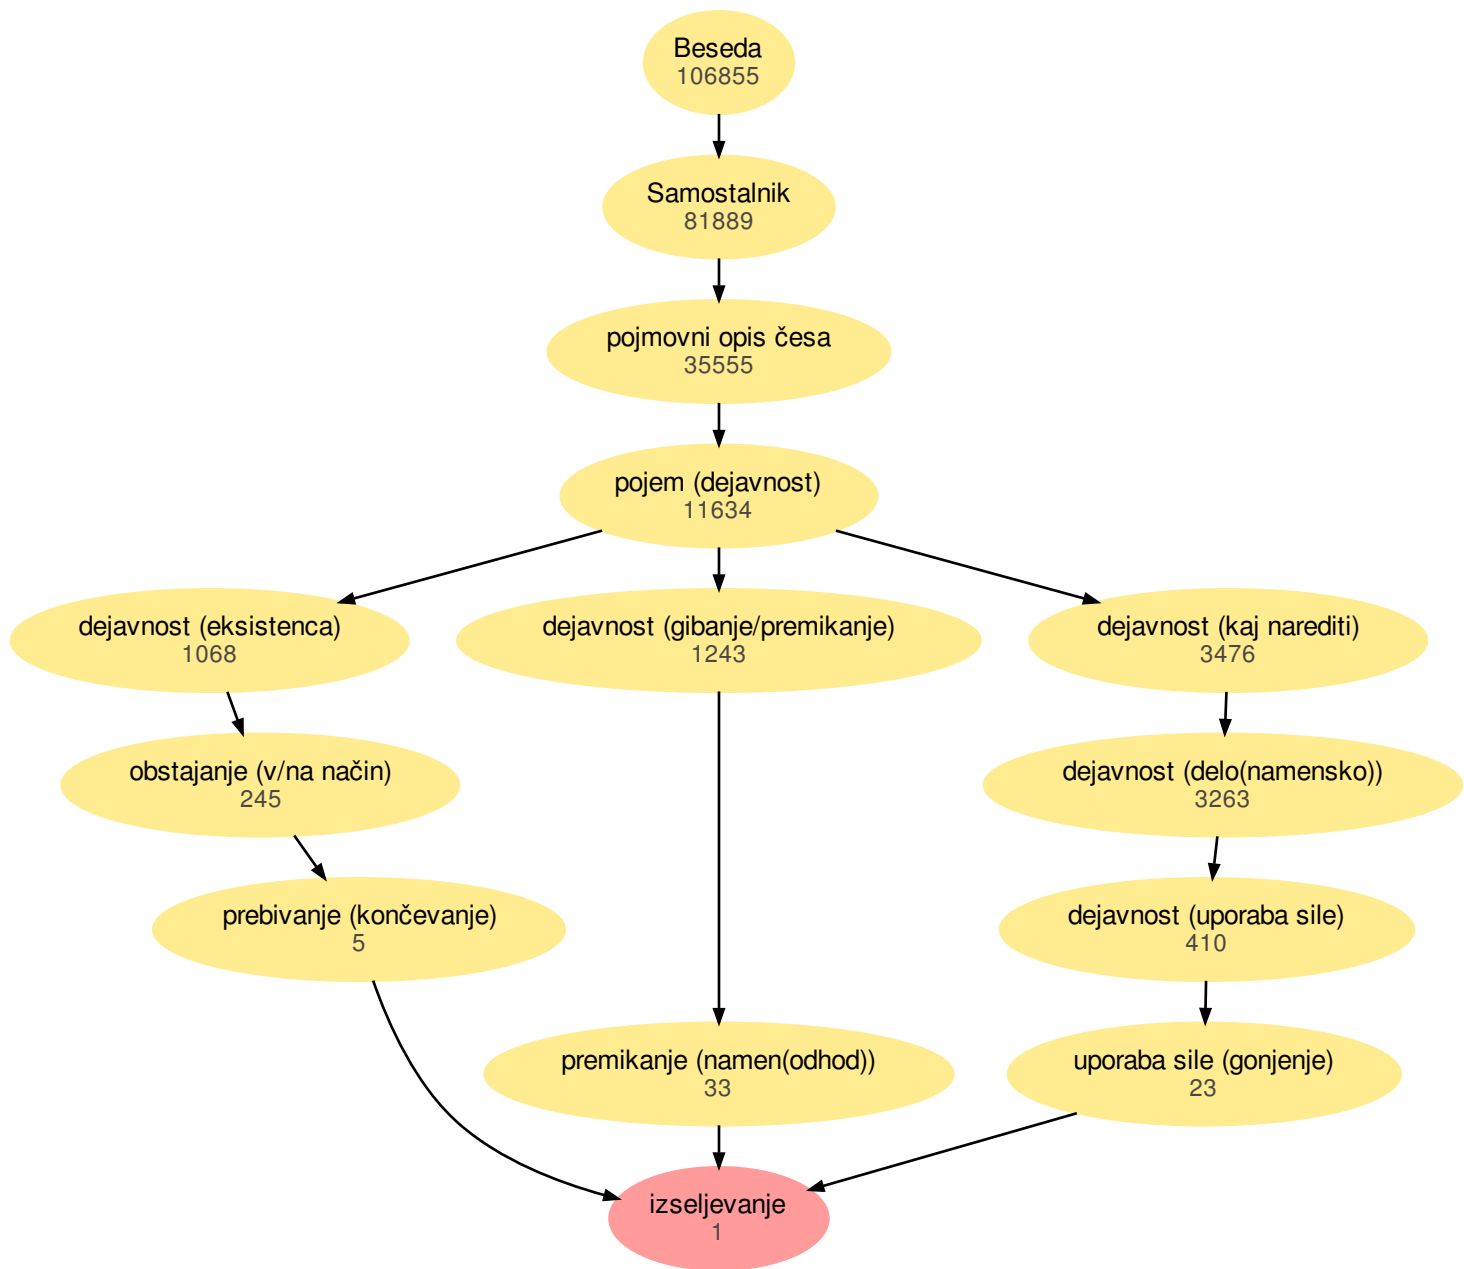 Beseda
106855
Samostalnik
81889
pojmovni opis česa
35555
pojem (dejavnost)
11634
dejavnost (eksistenca)
1068
dejavnost (gibanje/premikanje)
1243
dejavnost (kaj narediti)
3476
obstajanje (v/na način)
245
dejavnost (delo(namensko))
3263
prebivanje (končevanje)
5
dejavnost (uporaba sile)
410
premikanje (namen(odhod))
33
uporaba sile (gonjenje)
23
izseljevanje
1